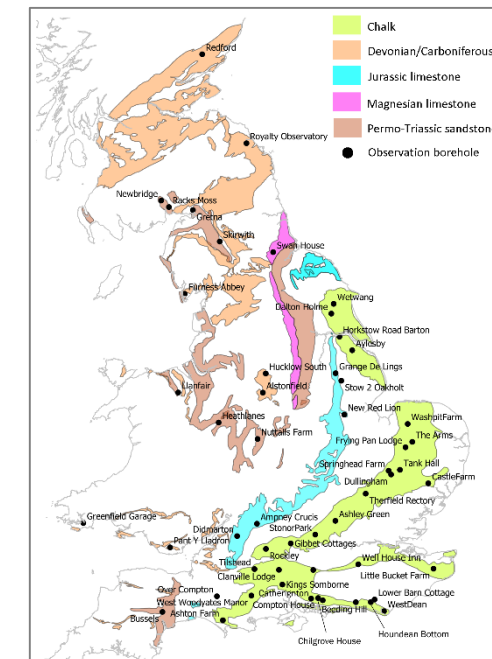 Chalk
Devonian/Carboniferous
Jurassic limestone
Magnesian limestone
Permo-Triassic sandstone
Observation borehole
Redford
Royalty Observatory
Newbridge
Racks Moss
Gretna
Skirwith
Swan House
Furness Abbey
Wetwang
Dalton Holme
Horkstow Road Barton
Aylesby
Hucklow South
Grange De Lings
Llanfair
Alstonfield
Stow 2 Oakholt
New Red Lion
Heathlanes
WashpitFarm
Nuttalls Farm
Frying Pan Lodge
The Arms
Springhead Farm
Tank Hall
Dullingham
CastleFarm
Therfield Rectory
Greenfield Garage
Ampney Crucis
Ashley Green
Didmarton
StonorPark
Pant Y Lladron
Gibbet Cottages
Rockley
Tilshead
Well House Inn
Clanville Lodge
Little Bucket Farm
Over Compton
Kings Somborne
West Woodyates Manor
Catherington
Lower Barn Cottage
Ashton Farm
Compton House
Beeding Hill
WestDean
Bussels
Houndean Bottom
Chilgrove House